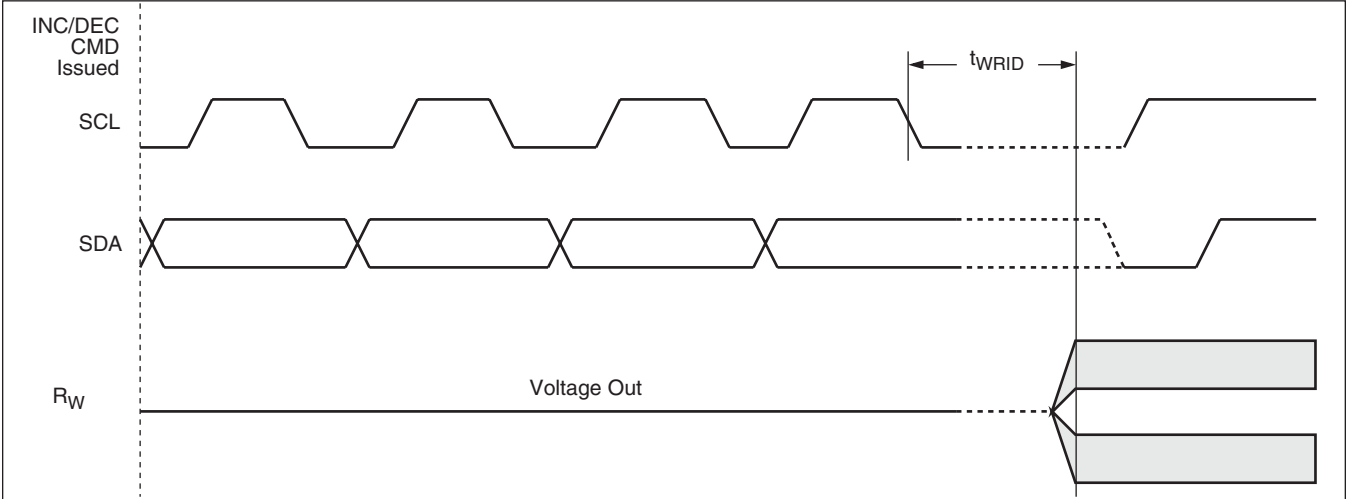 INC/DEC
CMD
Issued
tWRID
SCL
SDA
Voltage Out
RW